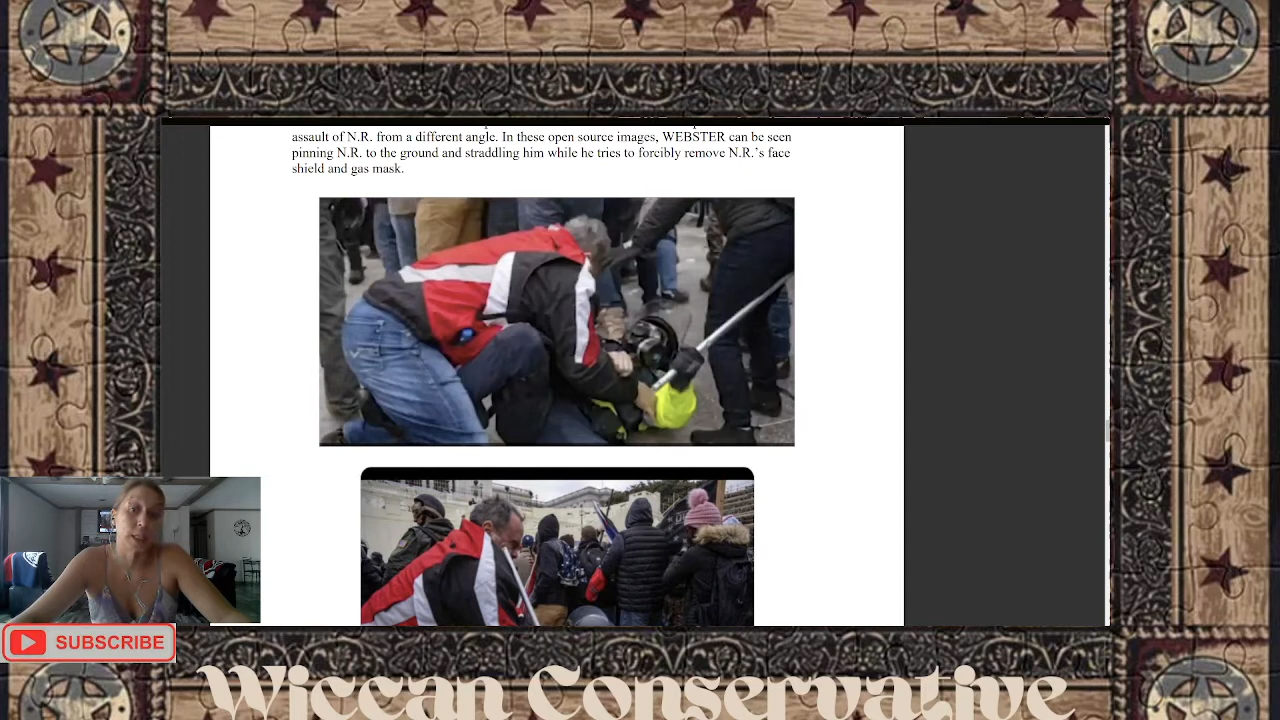 assault of N.R. from a different angle. In these open source images, WEBSTER can be seen
pinning N.R. to the ground and straddling him while he tries to forcibly remove N.R.'s face
shield and gas mask.
SUBSCRIBE
Wiccan Conservative